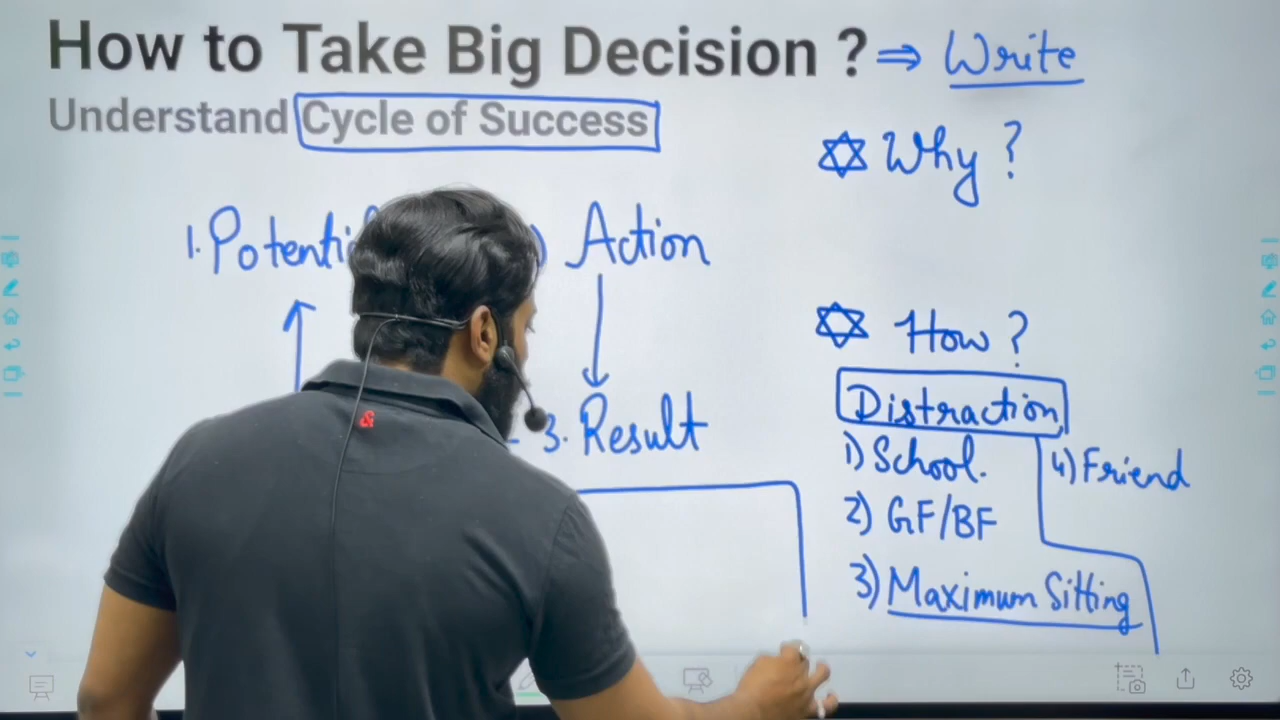 How to Take Big Decision ? ⇒ Write
Understand Cycle of Success
✡ Why ?
1. Potenti
Action
✡ How ?
Distraction
3. Result
1) School.
4) Friend
2) GF/BF
3) Maximum Sitting
&